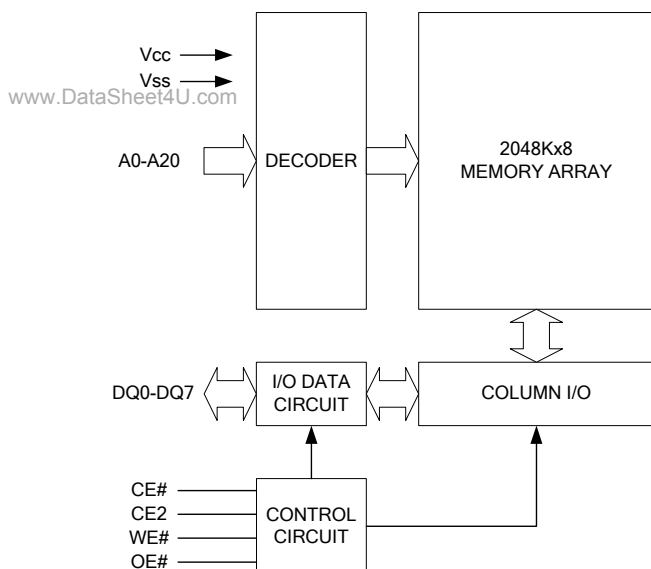 Vcc
Vss
www.DataSheet4U.com
A0-A20
DECODER
2048Kx8
MEMORY ARRAY
DQ0-DQ7
I/O DATA
CIRCUIT
COLUMN I/O
CE#
CE2
WE#
OE#
CONTROL
CIRCUIT